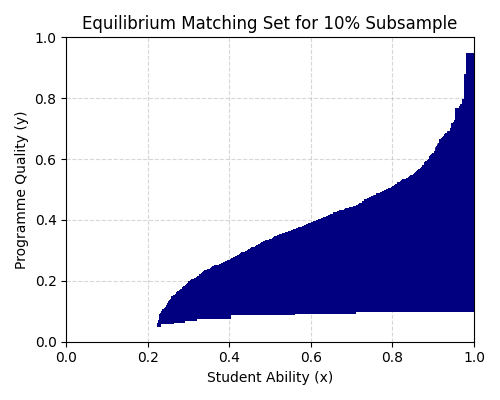 Equilibrium Matching Set for 10% Subsample
Programme Quality (y)
1.0
0.8
0.6
0.4
0.2
0.0
0.0 0.2 0.4 0.6 0.8 1.0
Student Ability (x)